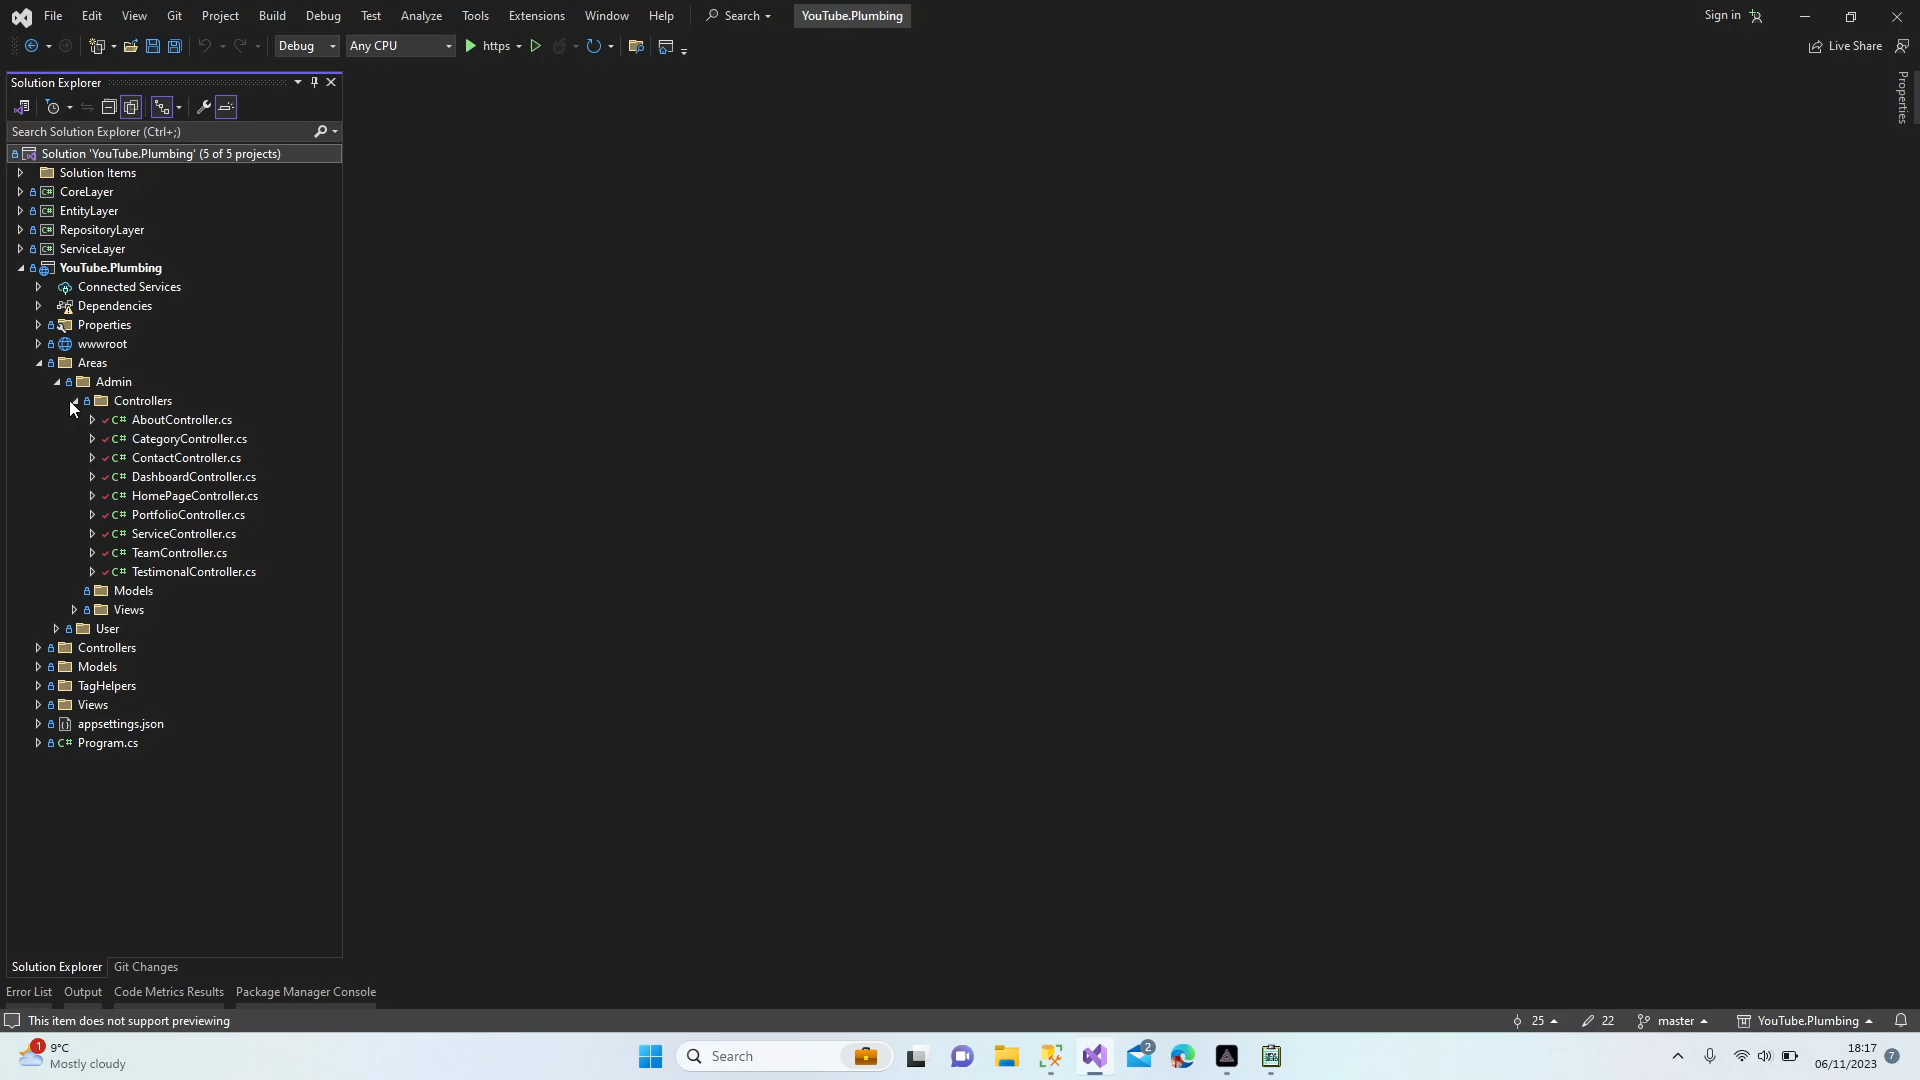 File Edit View Git Project Build Debug Test Analyze Tools Extensions Window Help Search YouTube.Plumbing Sign in
Debug Any CPU https Live Share
Solution Explorer
Properties
Search Solution Explorer (Ctrl+;)
Solution 'YouTube.Plumbing' (5 of 5 projects)
Solution Items
C# CoreLayer
C# EntityLayer
C# RepositoryLayer
C# ServiceLayer
YouTube.Plumbing
Connected Services
Dependencies
Properties
wwwroot
Areas
Admin
Controllers
C# AboutController.cs
C# CategoryController.cs
C# ContactController.cs
C# DashboardController.cs
C# HomePageController.cs
C# PortfolioController.cs
C# ServiceController.cs
C# TeamController.cs
C# TestimonalController.cs
Models
Views
User
Controllers
Models
TagHelpers
Views
appsettings.json
C# Program.cs
Solution Explorer Git Changes
Error List Output Code Metrics Results Package Manager Console
This item does not support previewing 25 22 master YouTube.Plumbing
1 9°C
Mostly cloudy
Search
2
18:17
06/11/2023
7